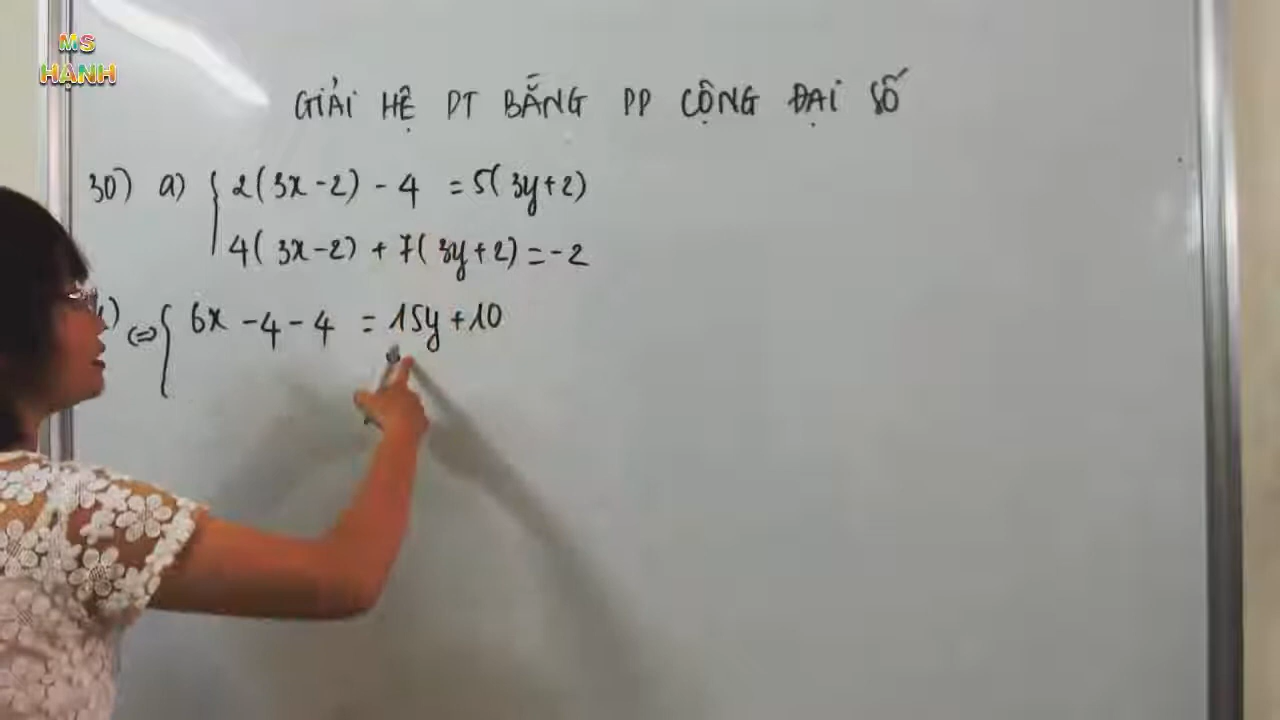 MS
HẠNH
GIẢI HỆ PT BẰNG PP CỘNG ĐẠI SỐ
30) a) { 2(3x-2) - 4 = 5(3y+2)
4(3x-2) + 7(3y+2) = -2
⇔ { 6x - 4 - 4 = 15y + 10